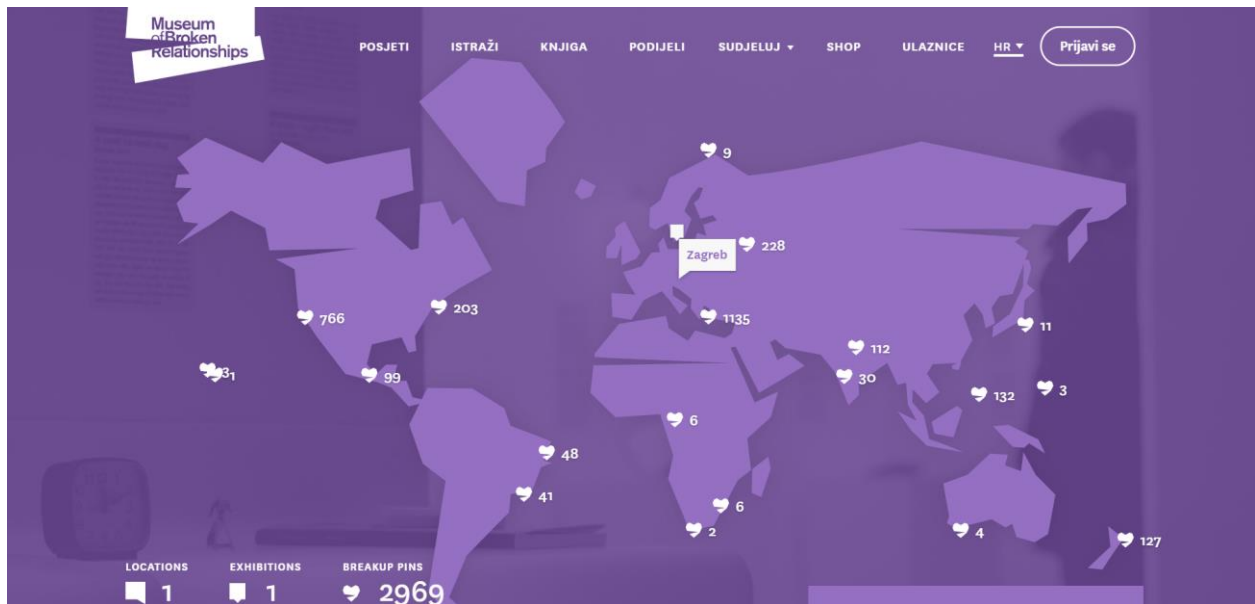 Museum
of Broken
Relationships
POSJETI ISTRAŽI KNJIGA PODIJELI SUDJELUJ SHOP ULAZNICE HR Prijavi se
9
228
Zagreb
203
766
1135
11
112
31
99
30
132
3
6
48
41
6
2
4
127
LOCATIONS EXHIBITIONS BREAKUP PINS
1 1 2969